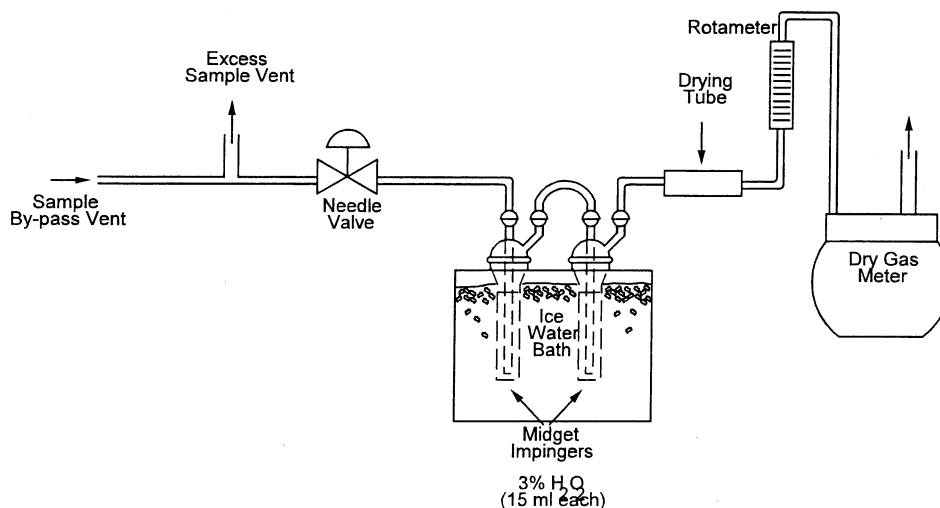 Excess
Sample Vent
Rotameter
Drying
Tube
Sample
By-pass Vent
Needle
Valve
Dry Gas
Meter
Ice
Water
Bath
Midget
Impingers
3% H2O2
(15 ml each)